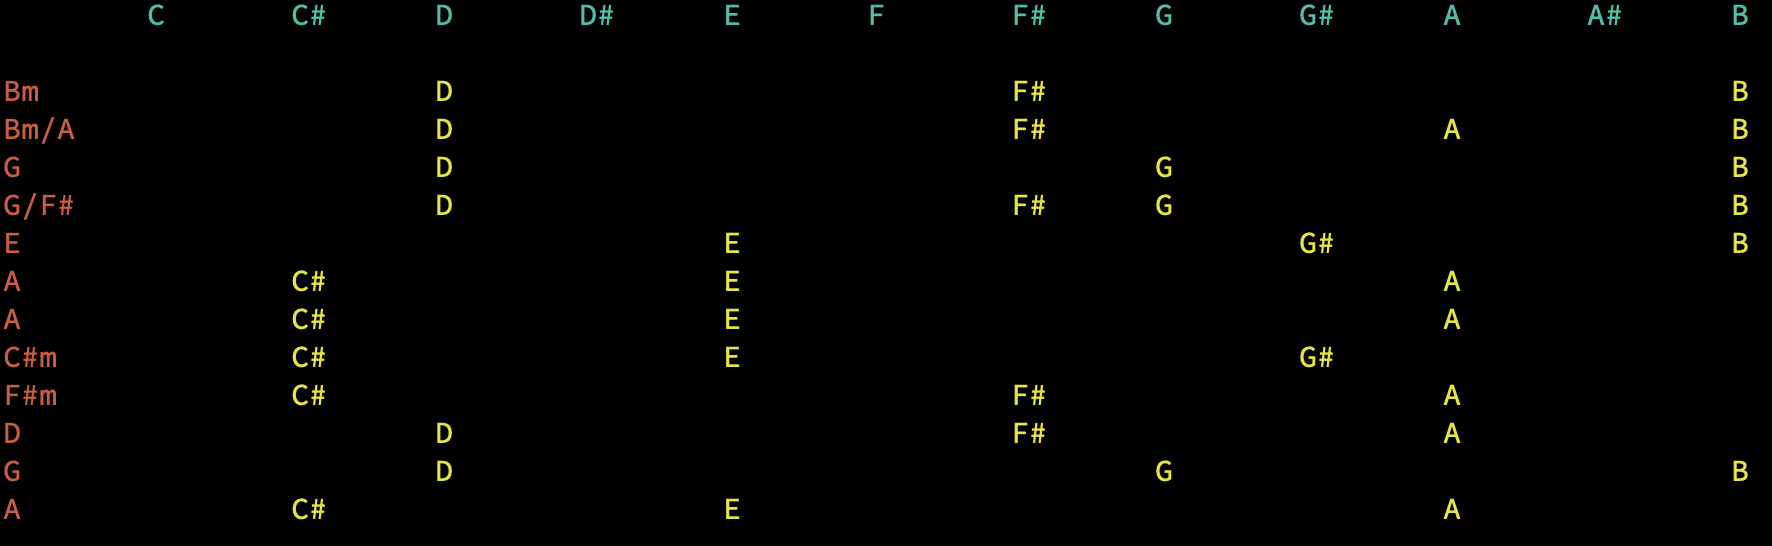 C C# D D# E F F# G G# A A# B
Bm D F# B
Bm/A D F# A B
G D G B
G/F# D F# G B
E E G# B
A C# E A
A C# E A
C#m C# E G#
F#m C# F# A
D D F# A
G D G B
A C# E A